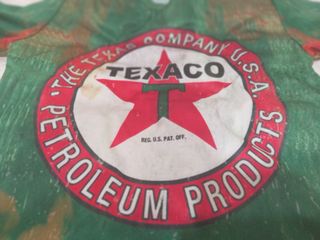 THE TEXAS COMPANY U.S.A.
TEXACO
T
REG. U.S. PAT. OFF.
PETROLEUM PRODUCTS